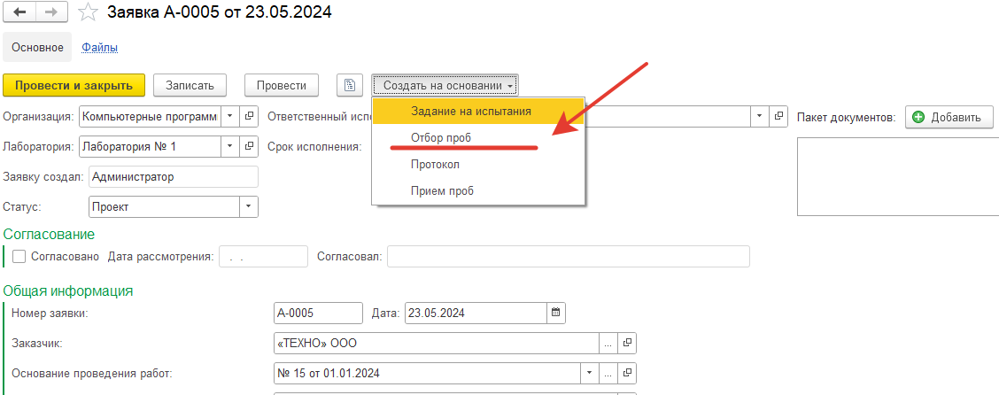 Заявка А-0005 от 23.05.2024
Основное Файлы
Провести и закрыть Записать Провести Создать на основании
Организация: Компьютерные программ Ответственный испо Пакет документов: Добавить
Задание на испытания
Отбор проб
Протокол
Прием проб
Лаборатория: Лаборатория № 1 Срок исполнения:
Заявку создал: Администратор
Статус: Проект
Согласование
Согласовано Дата рассмотрения: . . Согласовал:
Общая информация
Номер заявки: А-0005 Дата: 23.05.2024
Заказчик: «ТЕХНО» ООО ...
Основание проведения работ: № 15 от 01.01.2024 ...